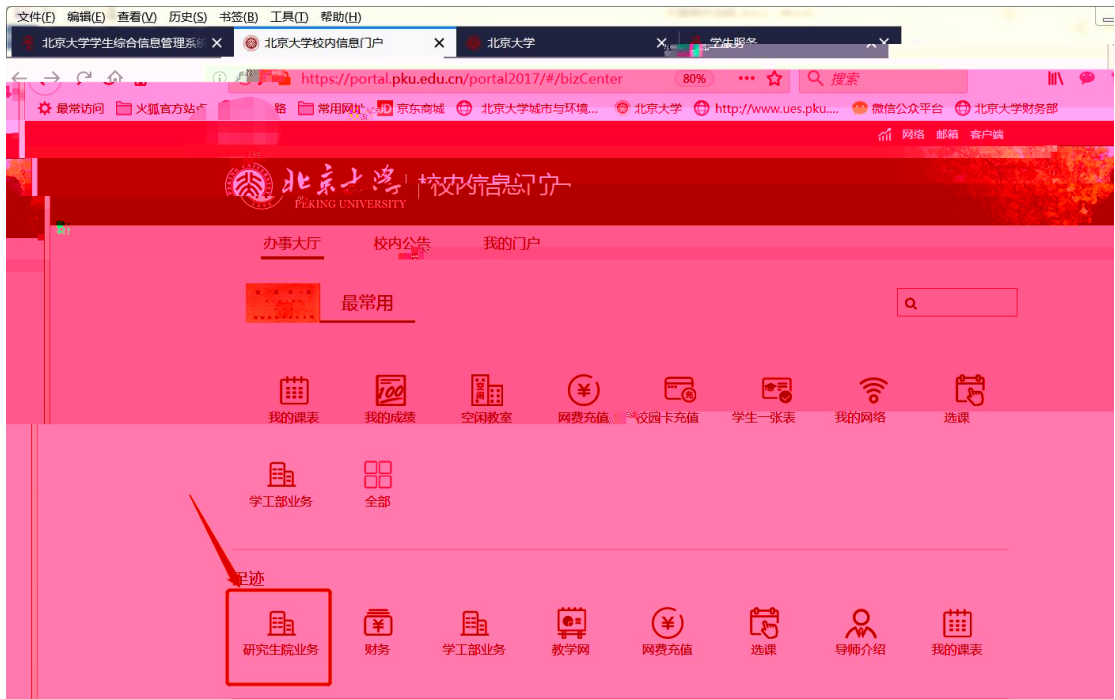 文件(F) 编辑(E) 查看(V) 历史(S) 书签(B) 工具(T) 帮助(H)
北京大学学生综合信息管理系统 北京大学校内信息门户 北京大学 学生服务
https://portal.pku.edu.cn/portal2017/#/bizCenter 80% 搜索
最常访问 火狐官方站点 路 常用网址 JD 京东商城 北京大学城市与环境... 北京大学 http://www.ues.pku.... 微信公众平台 北京大学财务部
网络 邮箱 客户端
北京大学 校内信息门户
PEKING UNIVERSITY
办事大厅 校内公告 我的门户
最常用
我的课表 我的成绩 空闲教室 网费充值 校园卡充值 学生一张表 我的网络 选课
学工部业务 全部
足迹
研究生院业务 财务 学工部业务 教学网 网费充值 选课 导师介绍 我的课表